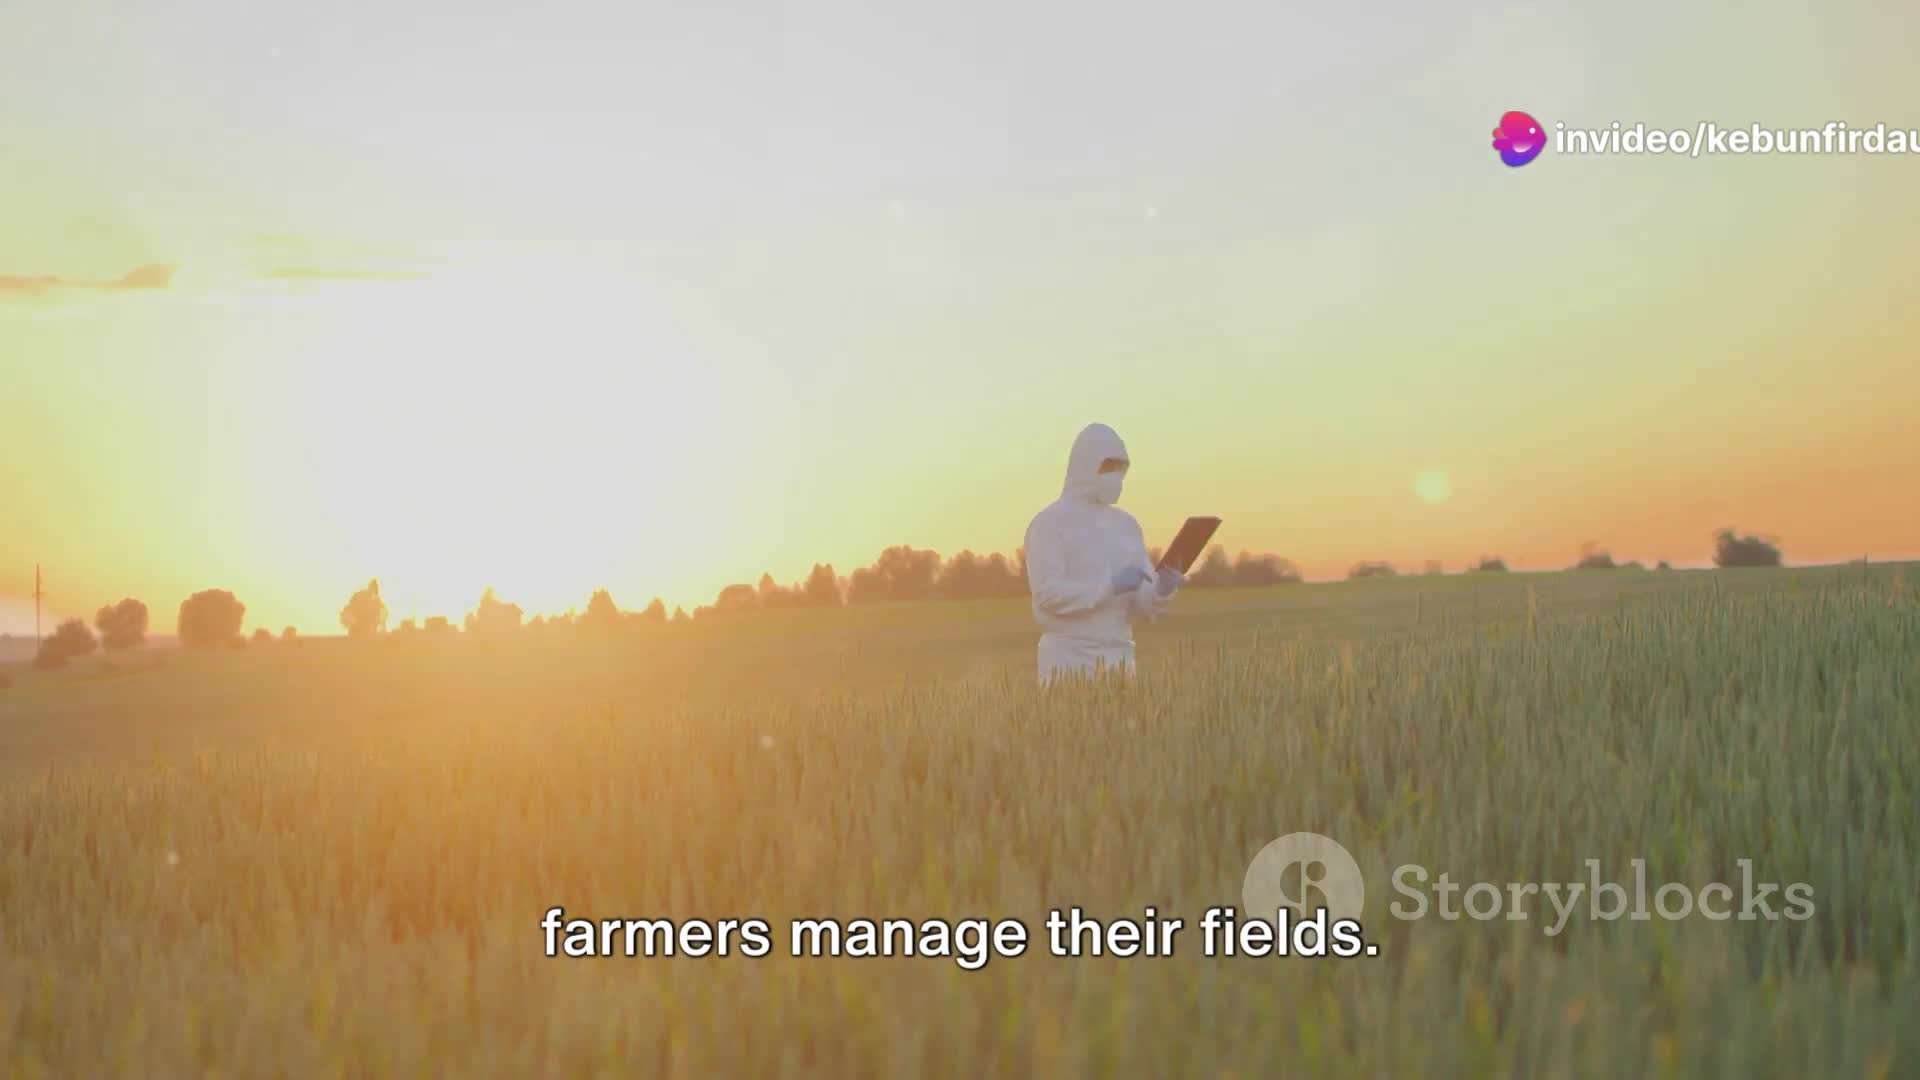 invideo/kebunfirdau
Storyblocks
farmers manage their fields.